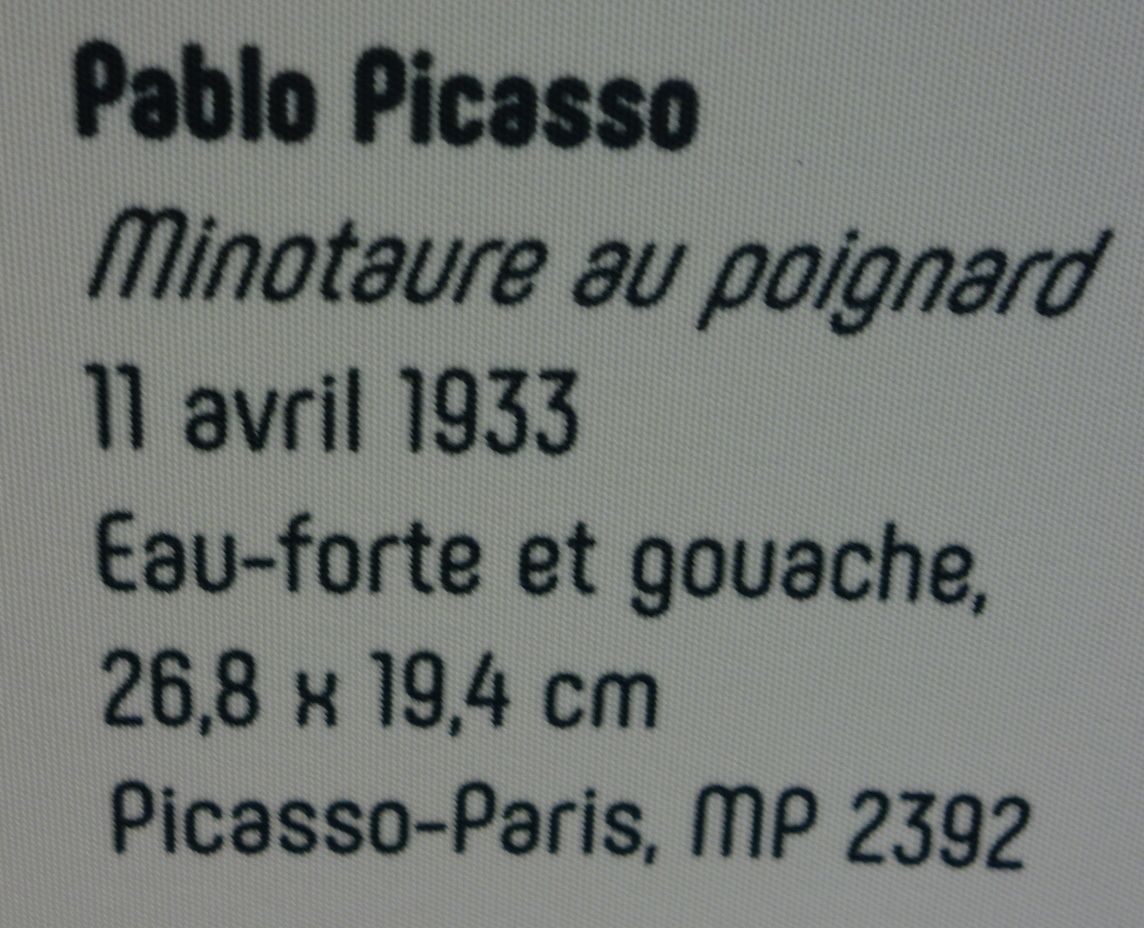 Pablo Picasso
Minotaure au poignard
11 avril 1933
Eau-forte et gouache,
26,8 x 19,4 cm
Picasso-Paris, MP 2392